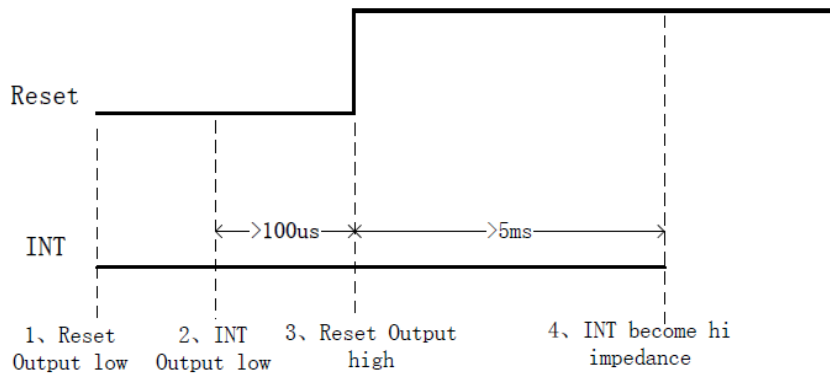 Reset
>100us
>5ms
INT
1、Reset
Output low
2、INT
Output low
3、Reset Output
high
4、INT become hi
impedance